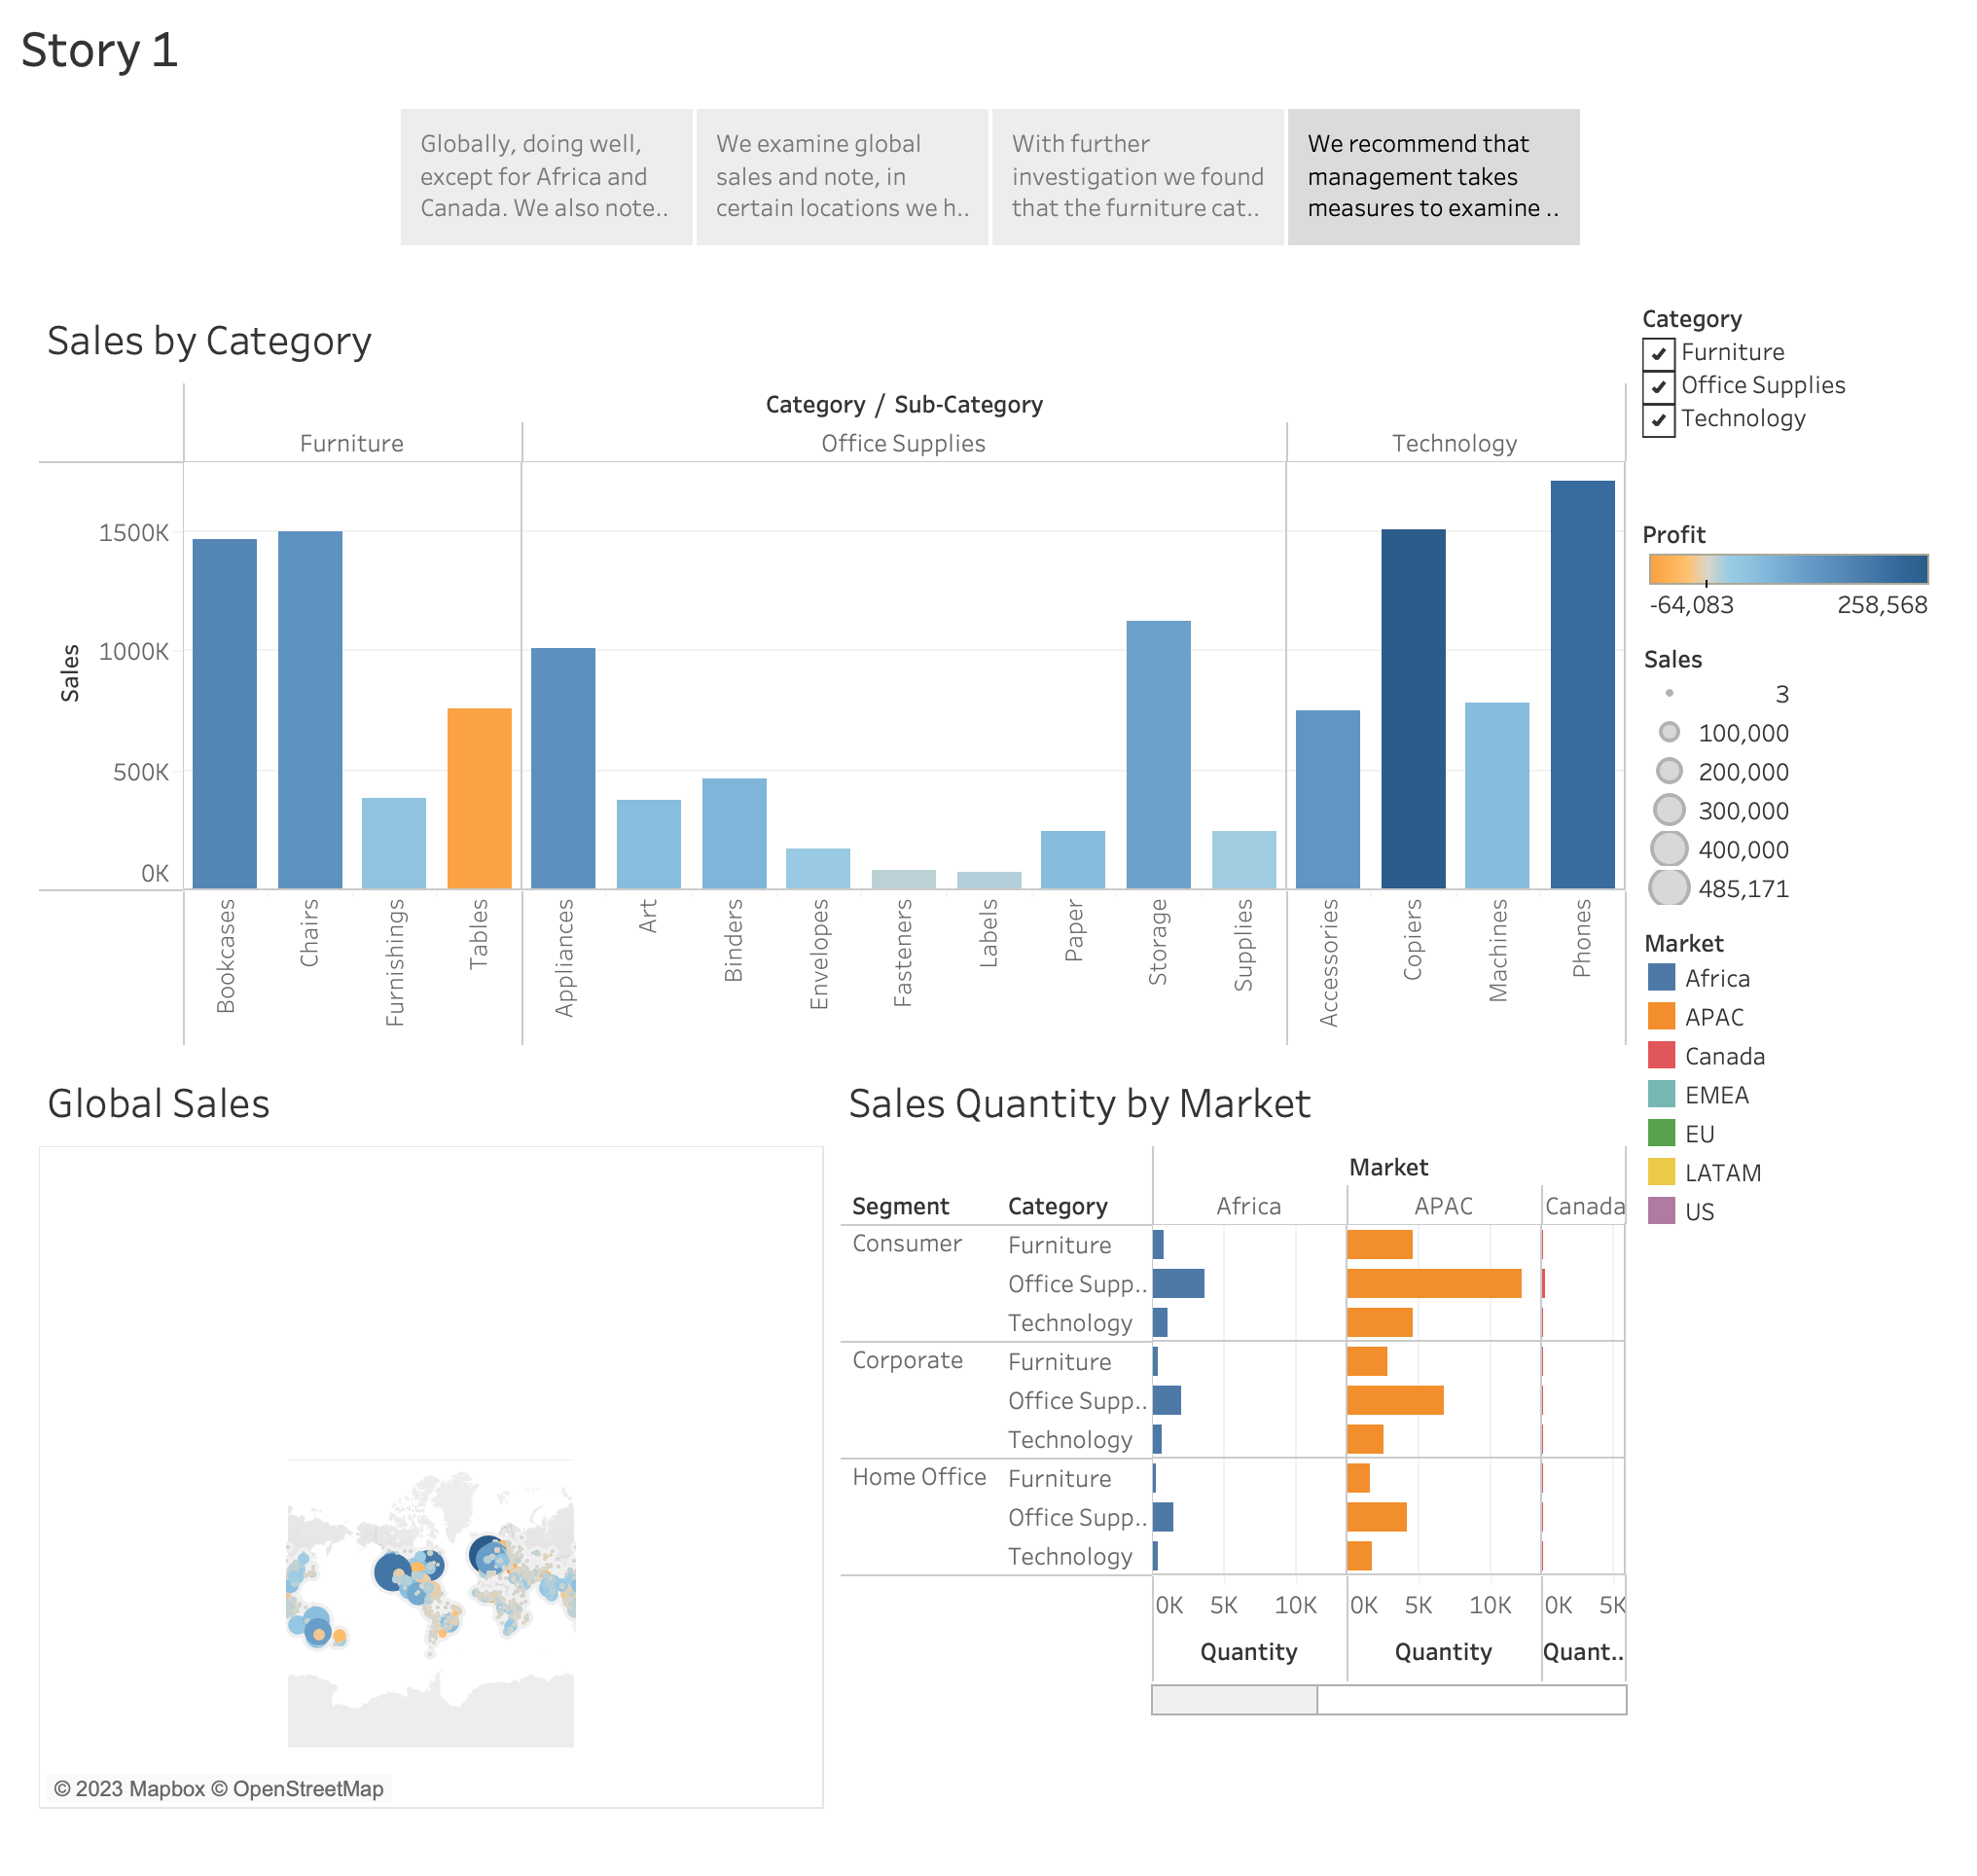 Story 1
Globally, doing well,
except for Africa and
Canada. We also note..
We examine global
sales and note, in
certain locations we h..
With further
investigation we found
that the furniture cat..
We recommend that
management takes
measures to examine ..
Sales by Category
Category / Sub-Category
Furniture
Office Supplies
Technology
Sales
1500K
1000K
500K
0K
Bookcases
Chairs
Furnishings
Tables
Appliances
Art
Binders
Envelopes
Fasteners
Labels
Paper
Storage
Supplies
Accessories
Copiers
Machines
Phones
Category
Furniture
Office Supplies
Technology
Profit
-64,083 258,568
Sales
3
100,000
200,000
300,000
400,000
485,171
Market
Africa
APAC
Canada
EMEA
EU
LATAM
US
Global Sales
© 2023 Mapbox © OpenStreetMap
Sales Quantity by Market
Market
Segment Category Africa APAC Canada
Consumer Furniture
Office Supp..
Technology
Corporate Furniture
Office Supp..
Technology
Home Office Furniture
Office Supp..
Technology
0K 5K 10K 0K 5K 10K 0K 5K
Quantity Quantity Quant..